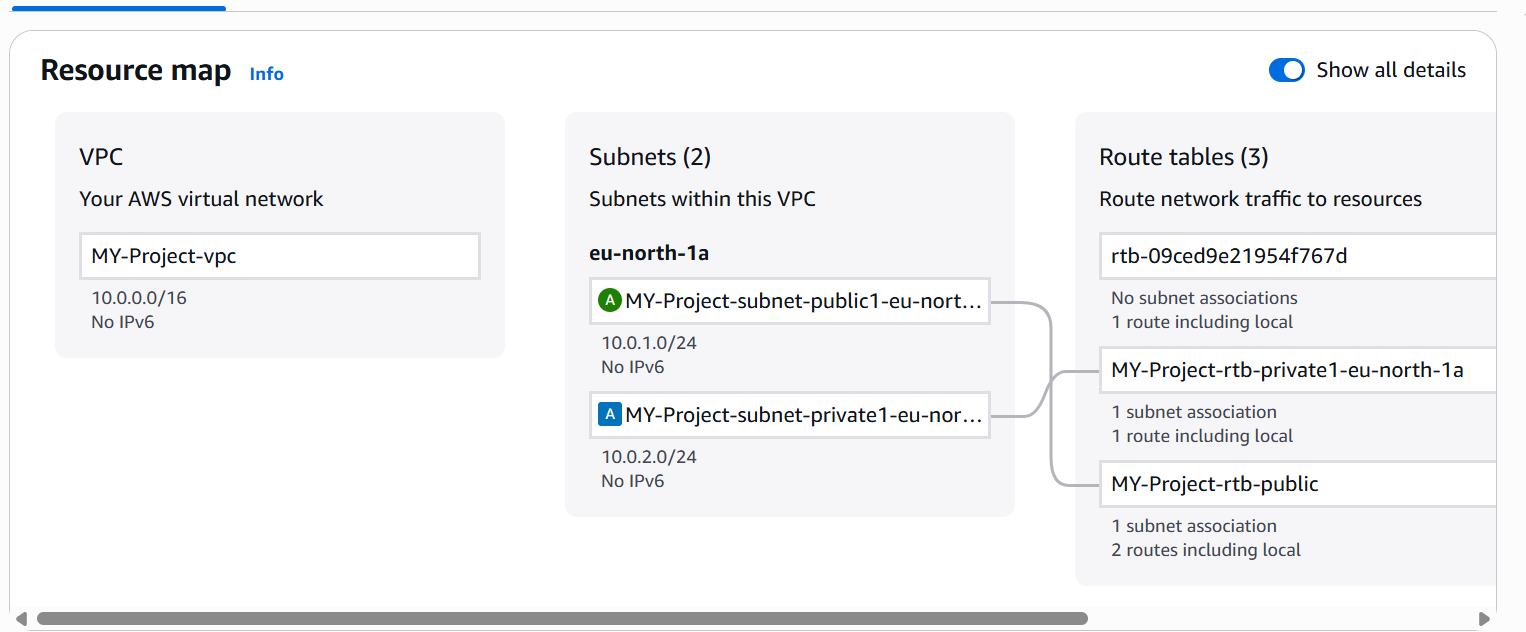 Resource map Info
Show all details
VPC
Your AWS virtual network
MY-Project-vpc
10.0.0.0/16
No IPv6
Subnets (2)
Subnets within this VPC
eu-north-1a
A MY-Project-subnet-public1-eu-nort...
10.0.1.0/24
No IPv6
A MY-Project-subnet-private1-eu-nor...
10.0.2.0/24
No IPv6
Route tables (3)
Route network traffic to resources
rtb-09ced9e21954f767d
No subnet associations
1 route including local
MY-Project-rtb-private1-eu-north-1a
1 subnet association
1 route including local
MY-Project-rtb-public
1 subnet association
2 routes including local